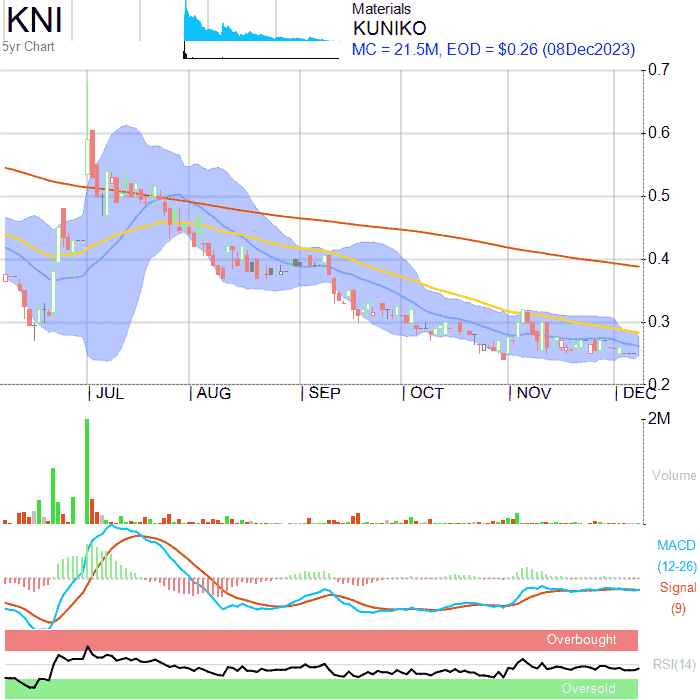 KNI
5yr Chart
Materials
KUNIKO
MC = 21.5M, EOD = $0.26 (08Dec2023)
0.7
0.6
0.5
0.4
0.3
0.2
JUL AUG SEP OCT NOV DEC
2M
Volume
MACD
(12-26)
Signal
(9)
Overbought
RSI(14)
Oversold